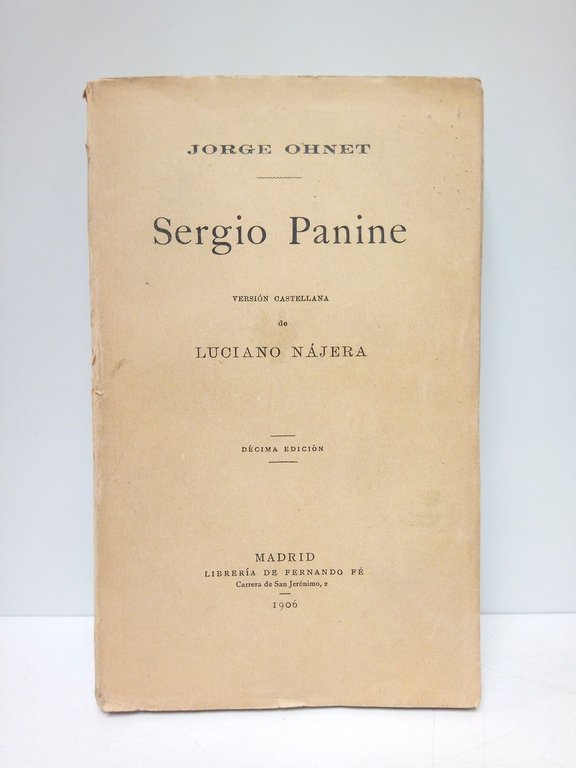 JORGE OHNET
Sergio Panine
VERSIÓN CASTELLANA
de
LUCIANO NÁJERA
DÉCIMA EDICIÓN
MADRID
LIBRERÍA DE FERNANDO FÉ
Carrera de San Jerónimo, 2
1906